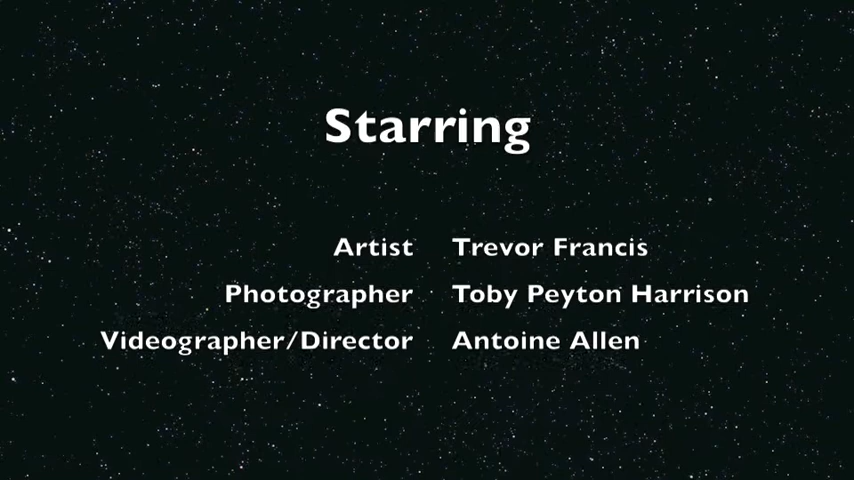 Starring
Artist Trevor Francis
Photographer Toby Peyton Harrison
Videographer/Director Antoine Allen